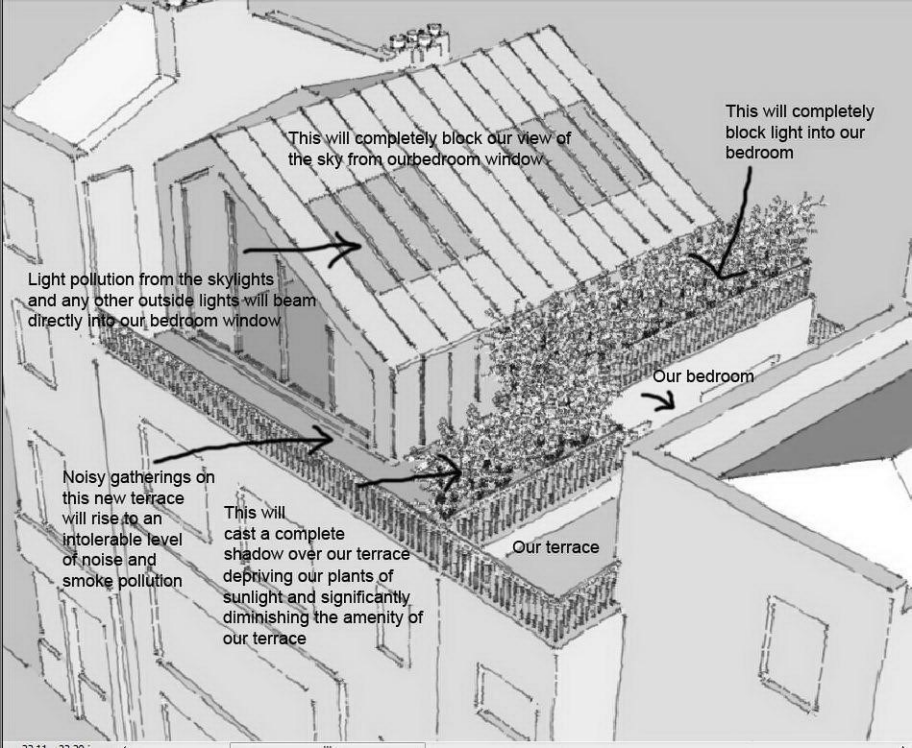 This will completely block our view of
the sky from ourbedroom window
This will completely
block light into our
bedroom
Light pollution from the skylights
and any other outside lights will beam
directly into our bedroom window
Our bedroom
Noisy gatherings on
this new terrace
will rise to an
intolerable level
of noise and
smoke pollution
This will
cast a complete
shadow over our terrace
depriving our plants of
sunlight and significantly
diminishing the amenity of
our terrace
Our terrace